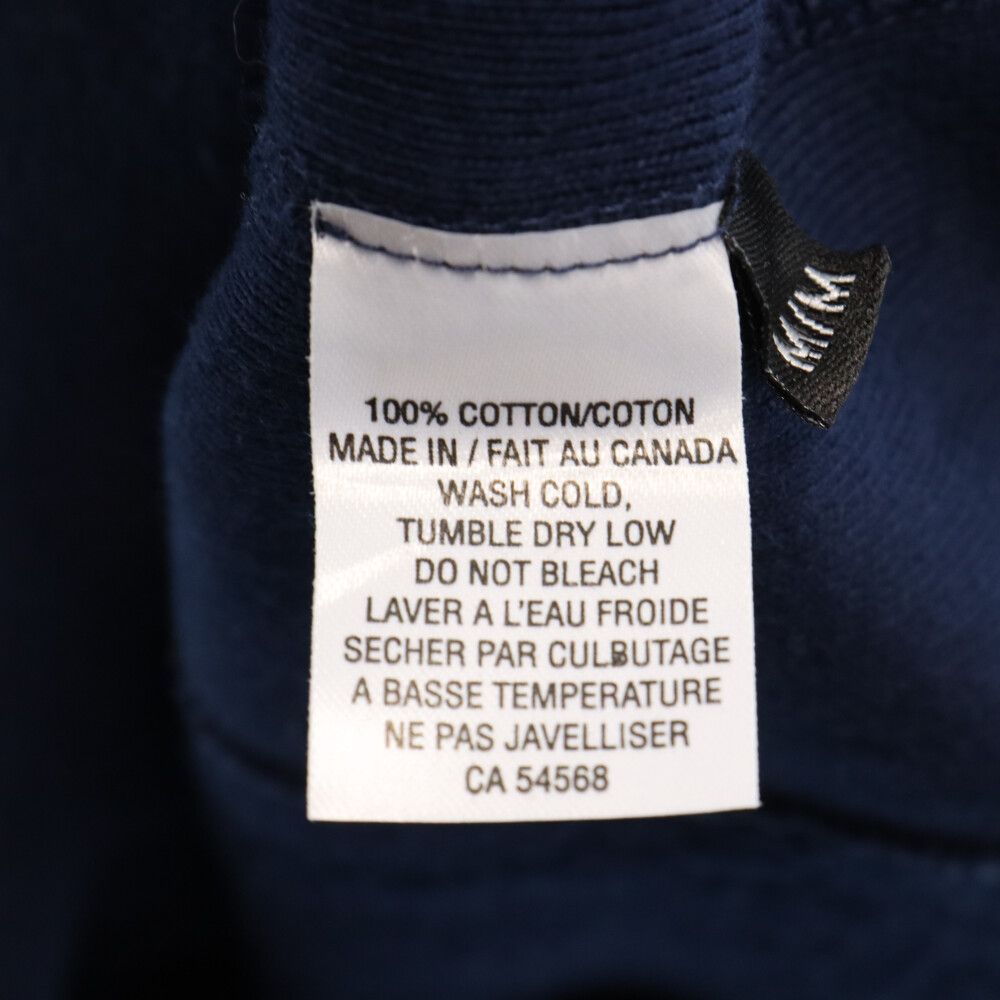 100% COTTON/COTON
MADE IN / FAIT AU CANADA
WASH COLD,
TUMBLE DRY LOW
DO NOT BLEACH
LAVER A L'EAU FROIDE
SECHER PAR CULBUTAGE
A BASSE TEMPERATURE
NE PAS JAVELLISER
CA 54568
M/M